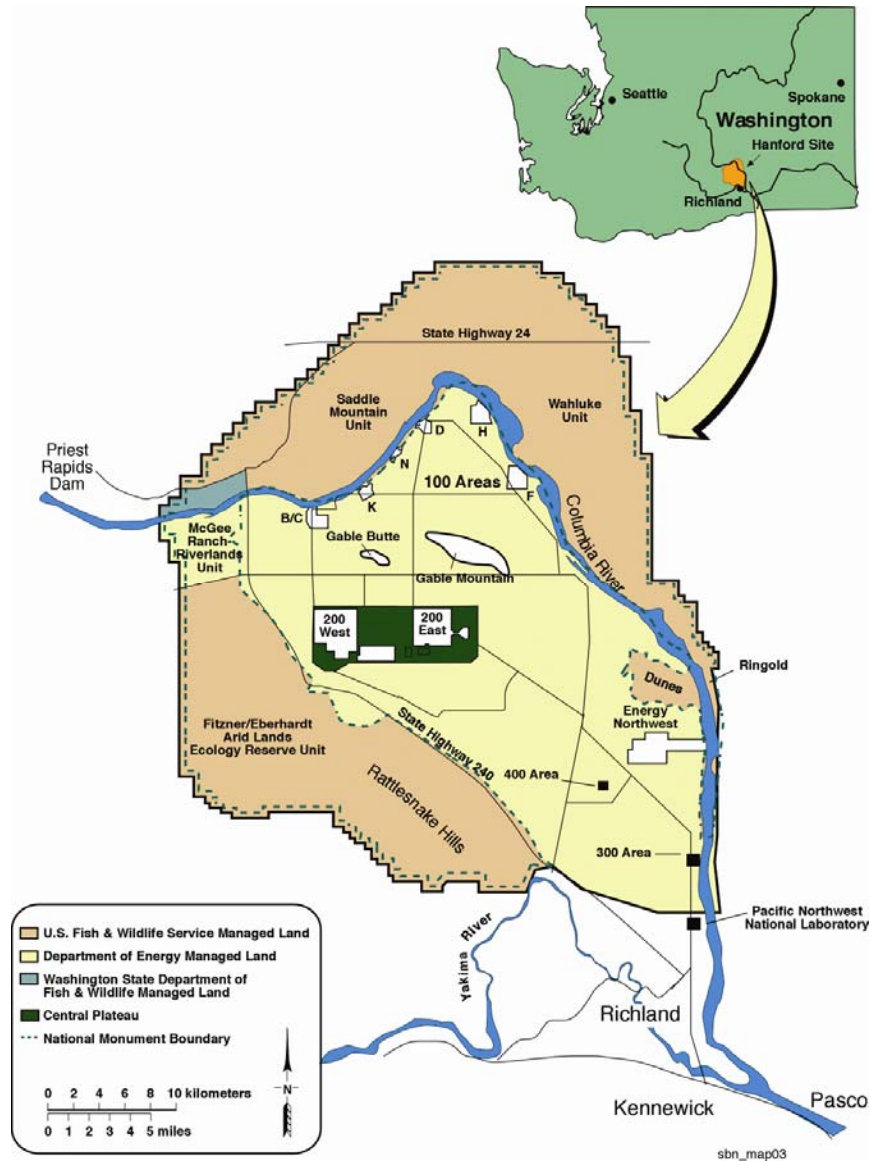 Seattle
Spokane
Washington
Hanford Site
Richland
State Highway 24
Saddle
Mountain
Unit
Wahluke
Unit
D
H
N
Priest
Rapids
Dam
100 Areas
F
K
B/C
McGee
Ranch-
Riverlands
Unit
Gable Butte
Gable Mountain
Columbia River
200
West
200
East
Ringold
Dunes
Energy
Northwest
Fitzner/Eberhardt
Arid Lands
Ecology Reserve Unit
State Highway 240
400 Area
Rattlesnake Hills
300 Area
Pacific Northwest
National Laboratory
Yakima River
Richland
Kennewick
Pasco
U.S. Fish & Wildlife Service Managed Land
Department of Energy Managed Land
Washington State Department of
Fish & Wildlife Managed Land
Central Plateau
National Monument Boundary
0 2 4 6 8 10 kilometers
0 1 2 3 4 5 miles
N
sbn_map03